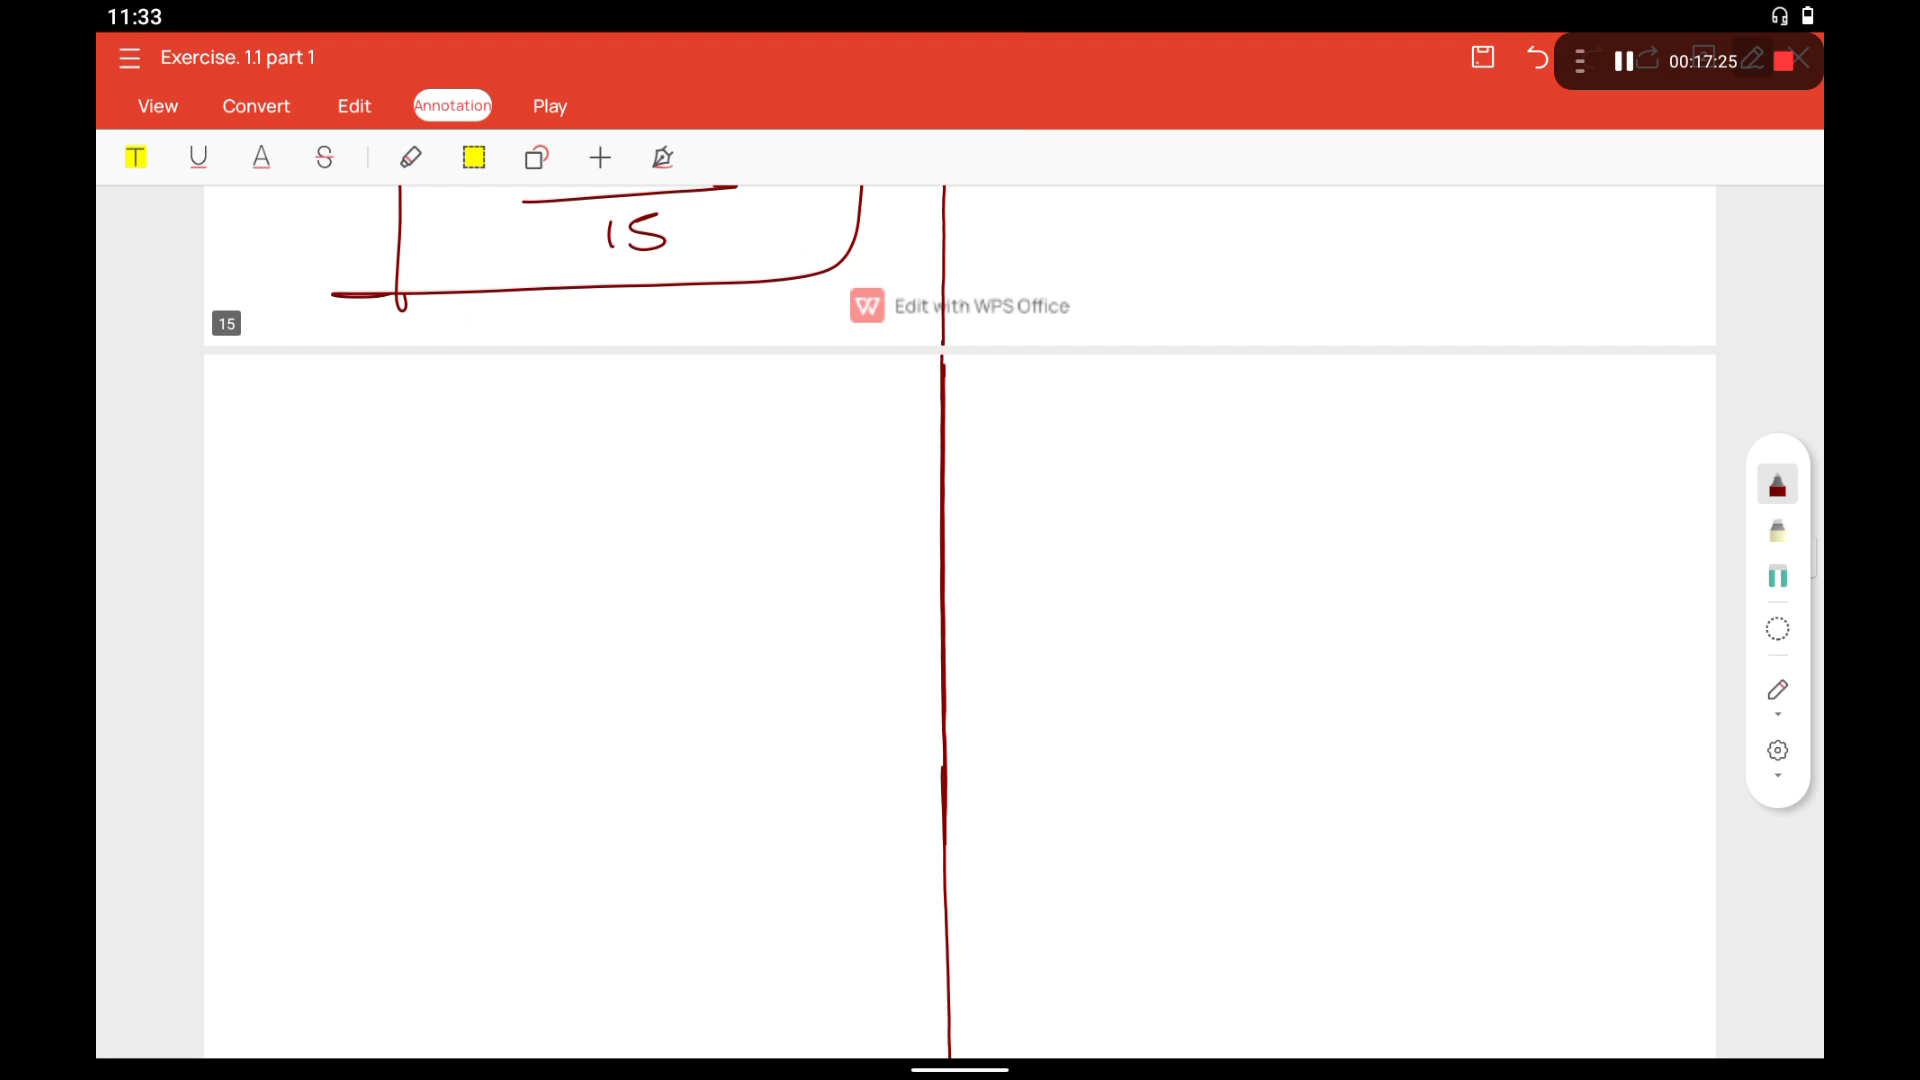 11:33
Exercise. 1.1 part 1
00:17:25
View Convert Edit Annotation Play
T U A S
15
Edit with WPS Office
15